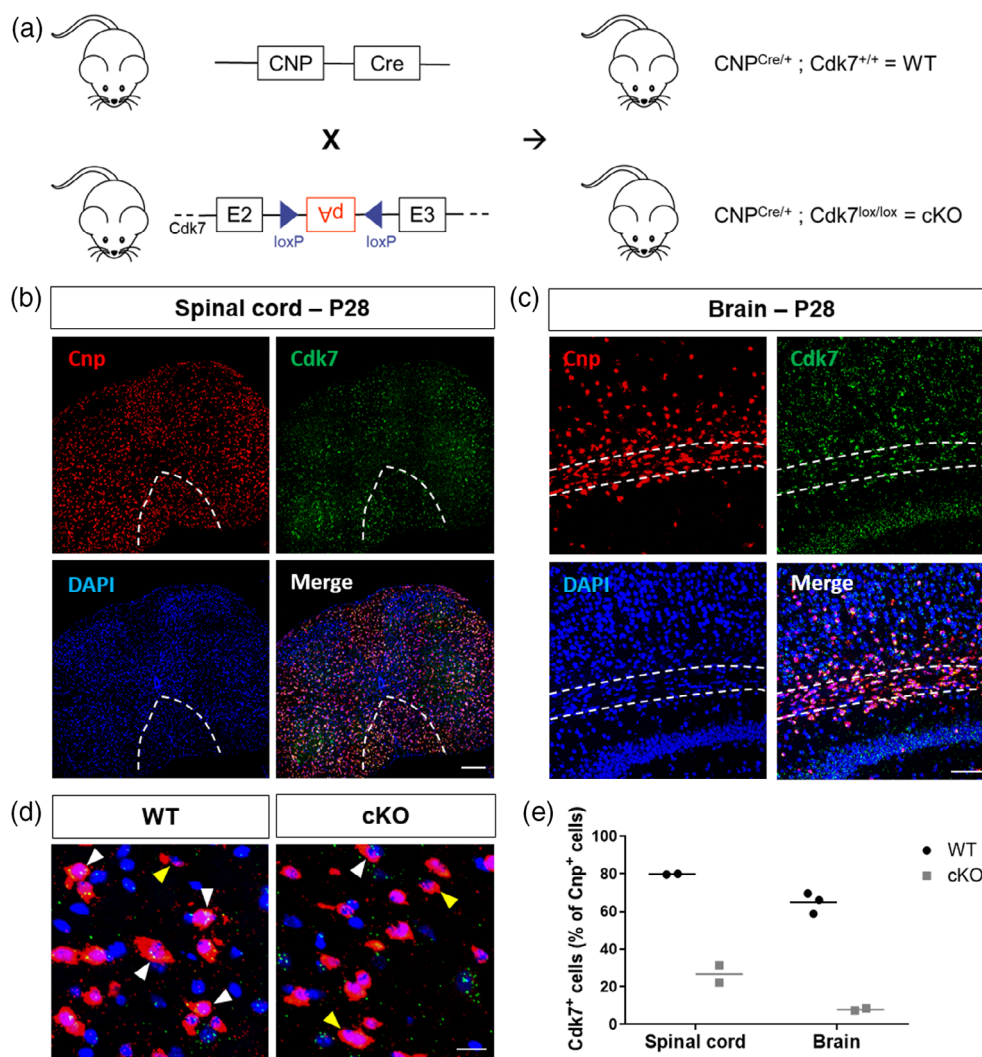 (a)
CNP Cre
CNP^Cre/+ ; Cdk7^+/+ = WT
X →
Cdk7 E2 pA E3
loxP loxP
CNP^Cre/+ ; Cdk7^lox/lox = cKO
(b)
Spinal cord – P28
Cnp Cdk7
DAPI Merge
(c)
Brain – P28
Cnp Cdk7
DAPI Merge
(d)
WT cKO
(e)
Cdk7+ cells (% of Cnp+ cells)
100
80
60
40
20
0
Spinal cord Brain
WT
cKO